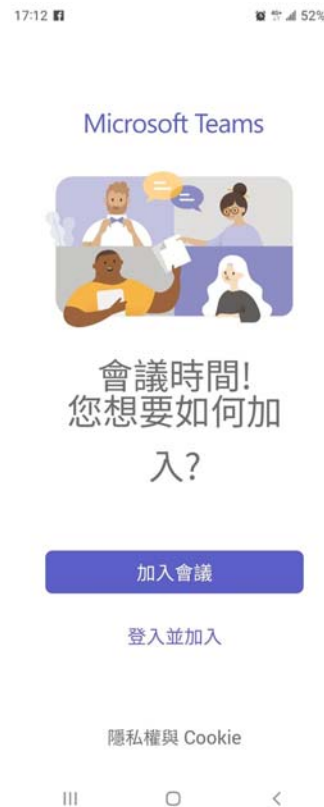 17:12 52%
Microsoft Teams
會議時間!
您想要如何加
入?
加入會議
登入並加入
隱私權與 Cookie